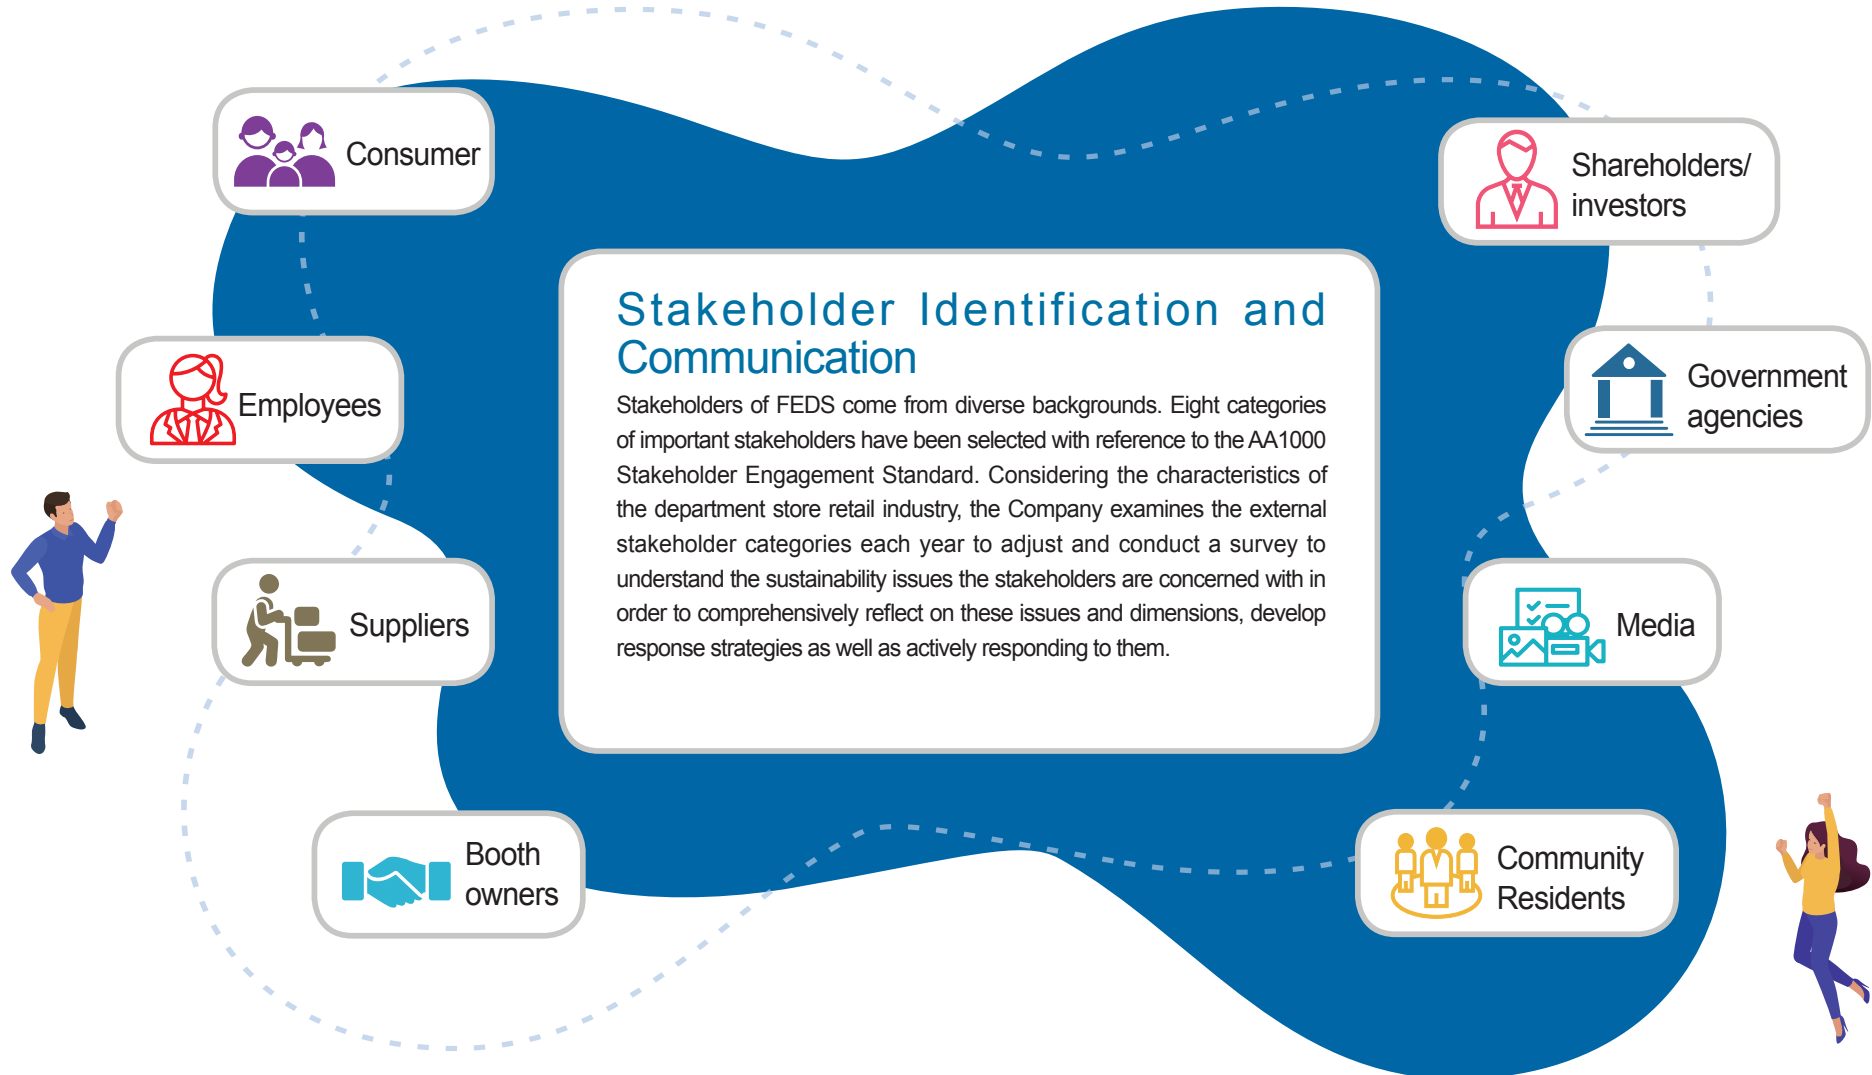 Consumer
Shareholders/
investors
Stakeholder Identification and
Communication
Stakeholders of FEDS come from diverse backgrounds. Eight categories
of important stakeholders have been selected with reference to the AA1000
Stakeholder Engagement Standard. Considering the characteristics of
the department store retail industry, the Company examines the external
stakeholder categories each year to adjust and conduct a survey to
understand the sustainability issues the stakeholders are concerned with in
order to comprehensively reflect on these issues and dimensions, develop
response strategies as well as actively responding to them.
Employees
Government
agencies
Suppliers
Media
Booth
owners
Community
Residents